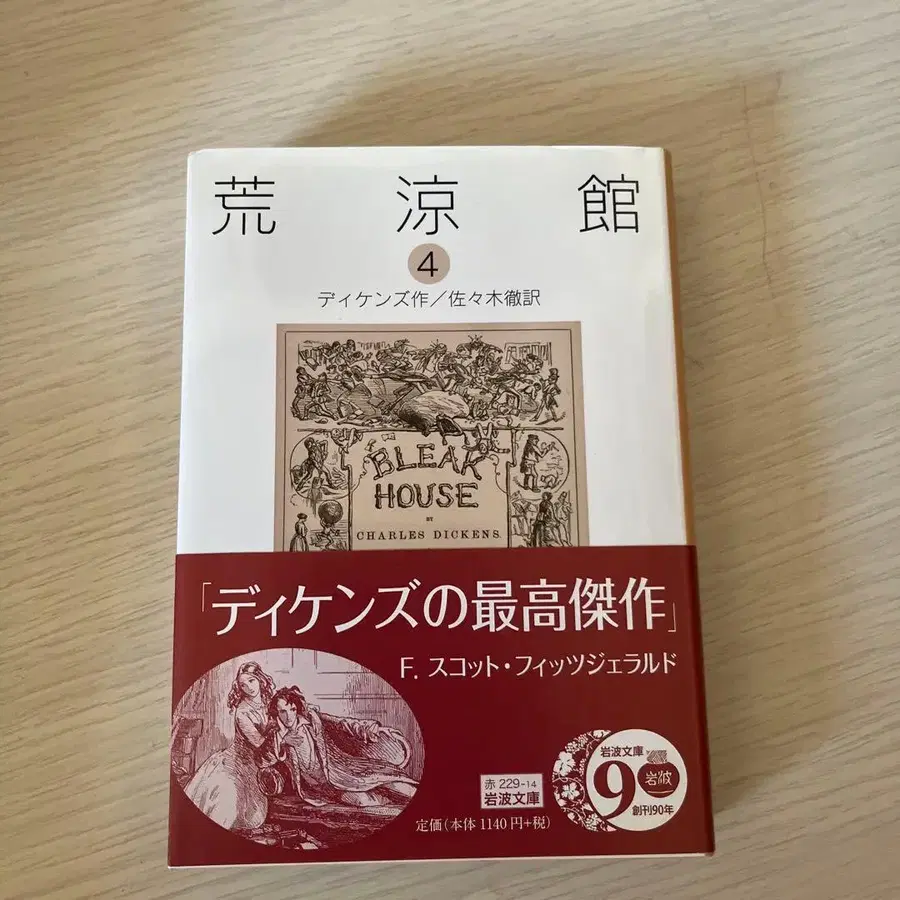 荒涼館
4
ディケンズ作／佐々木徹訳
BLEAK
HOUSE
BY
CHARLES DICKENS.
「ディケンズの最高傑作」
F. スコット・フィッツジェラルド
赤 229-14
岩波文庫
定価(本体 1140 円+税)
岩波文庫
90
岩波
創刊90年